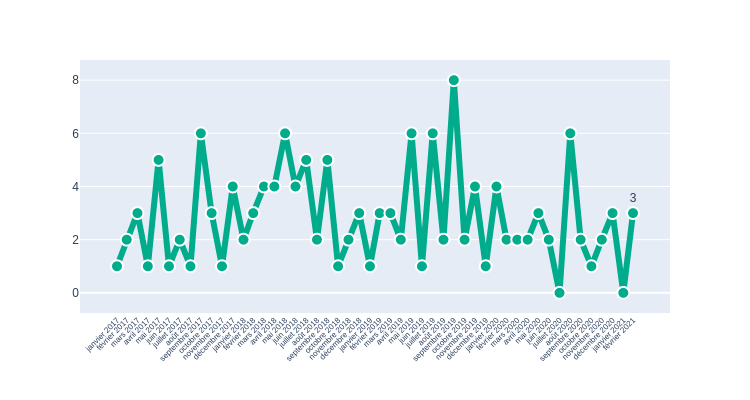 8
6
4
2
0
3
janvier 2017
février 2017
mars 2017
avril 2017
mai 2017
juin 2017
juillet 2017
août 2017
septembre 2017
octobre 2017
novembre 2017
décembre 2017
janvier 2018
février 2018
mars 2018
avril 2018
mai 2018
juin 2018
juillet 2018
août 2018
septembre 2018
octobre 2018
novembre 2018
décembre 2018
janvier 2019
février 2019
mars 2019
avril 2019
mai 2019
juin 2019
juillet 2019
août 2019
septembre 2019
octobre 2019
novembre 2019
décembre 2019
janvier 2020
février 2020
mars 2020
avril 2020
mai 2020
juin 2020
juillet 2020
août 2020
septembre 2020
octobre 2020
novembre 2020
décembre 2020
janvier 2021
février 2021